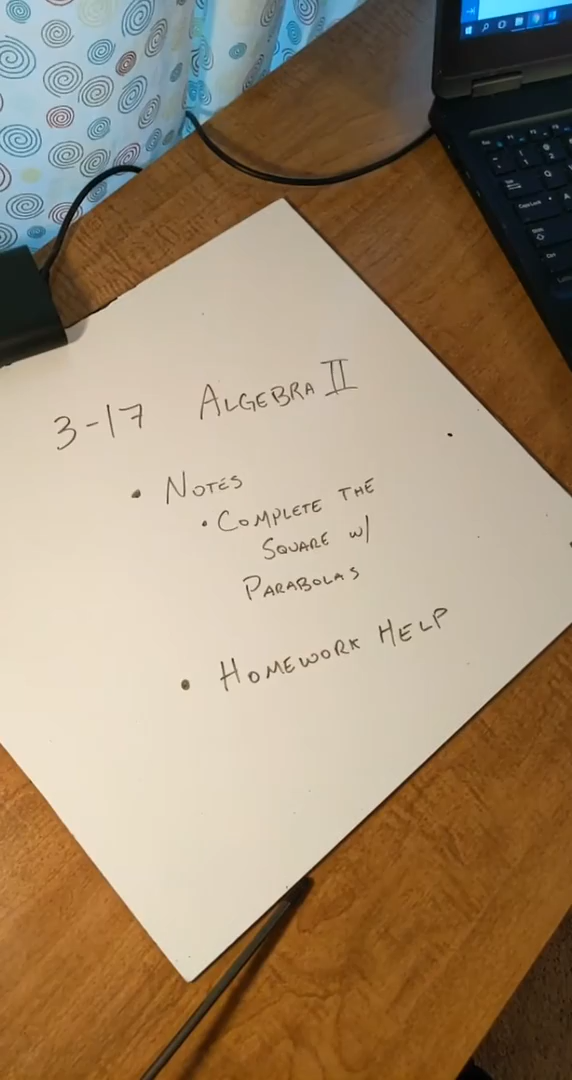 3-17 ALGEBRA II
• NOTES
• COMPLETE THE
SQUARE W/
PARABOLAS
• HOMEWORK HELP